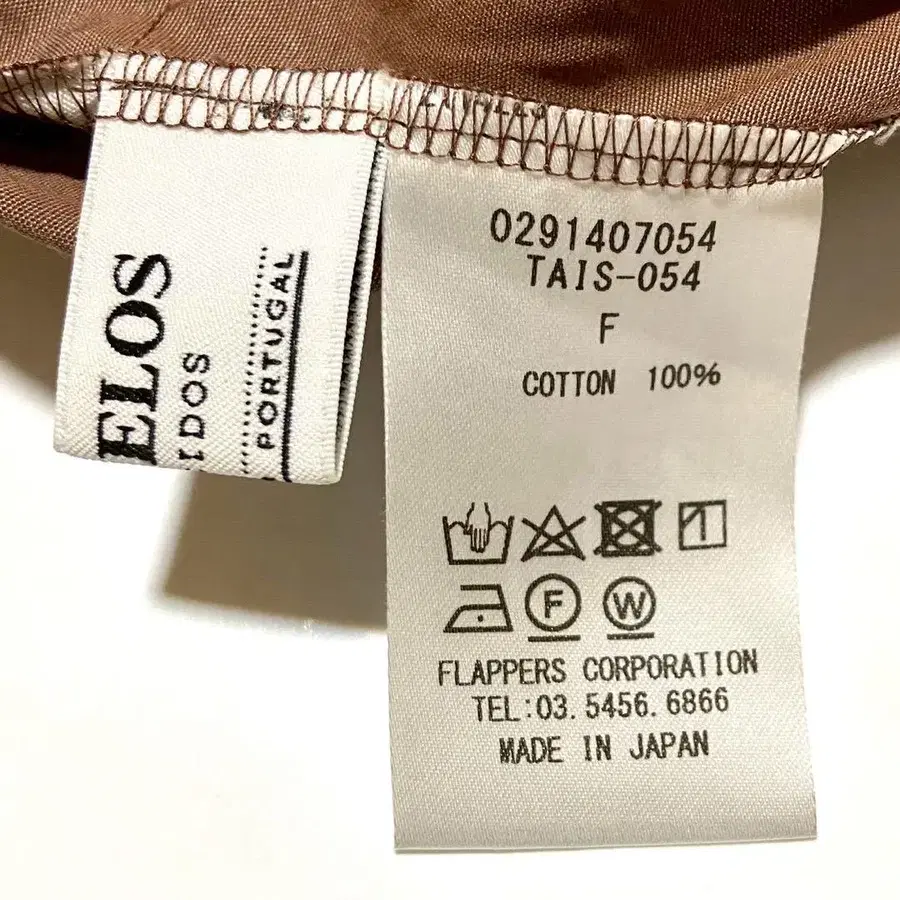 ELOS
IDOS
PORTUGAL
0291407054
TAIS-054
F
COTTON 100%
F
W
FLAPPERS CORPORATION
TEL:03.5456.6866
MADE IN JAPAN